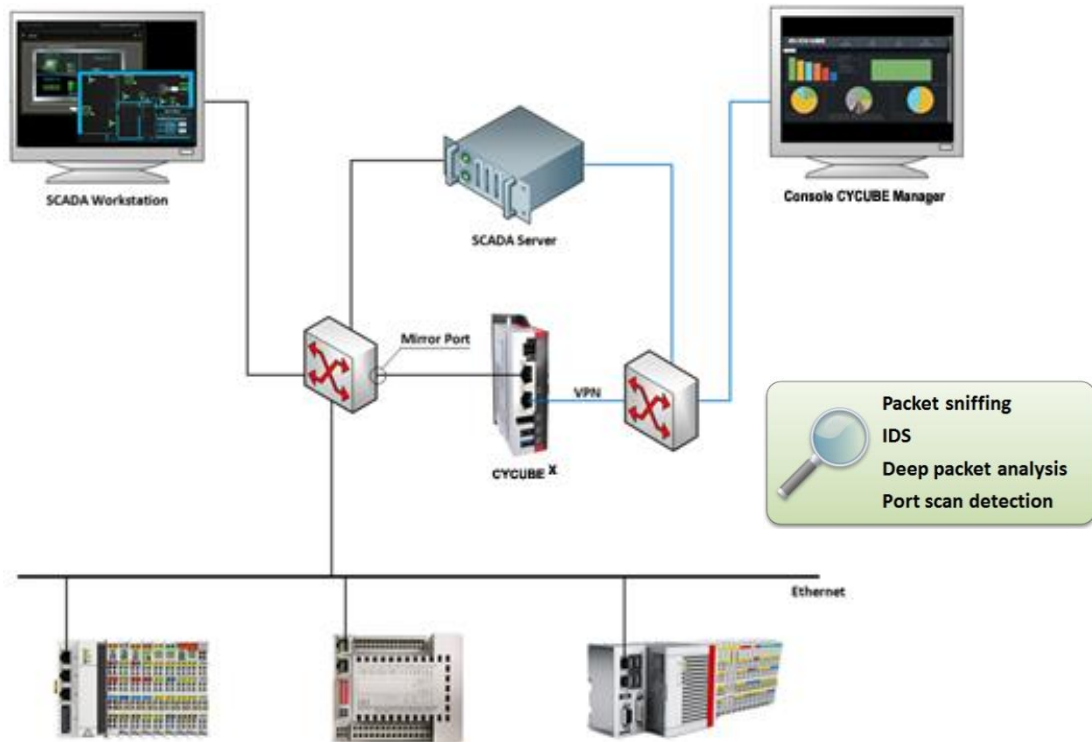 SCADA Workstation
SCADA Server
Console CYCUBE Manager
Mirror Port
VPN
CYCUBE X
Packet sniffing
IDS
Deep packet analysis
Port scan detection
Ethernet